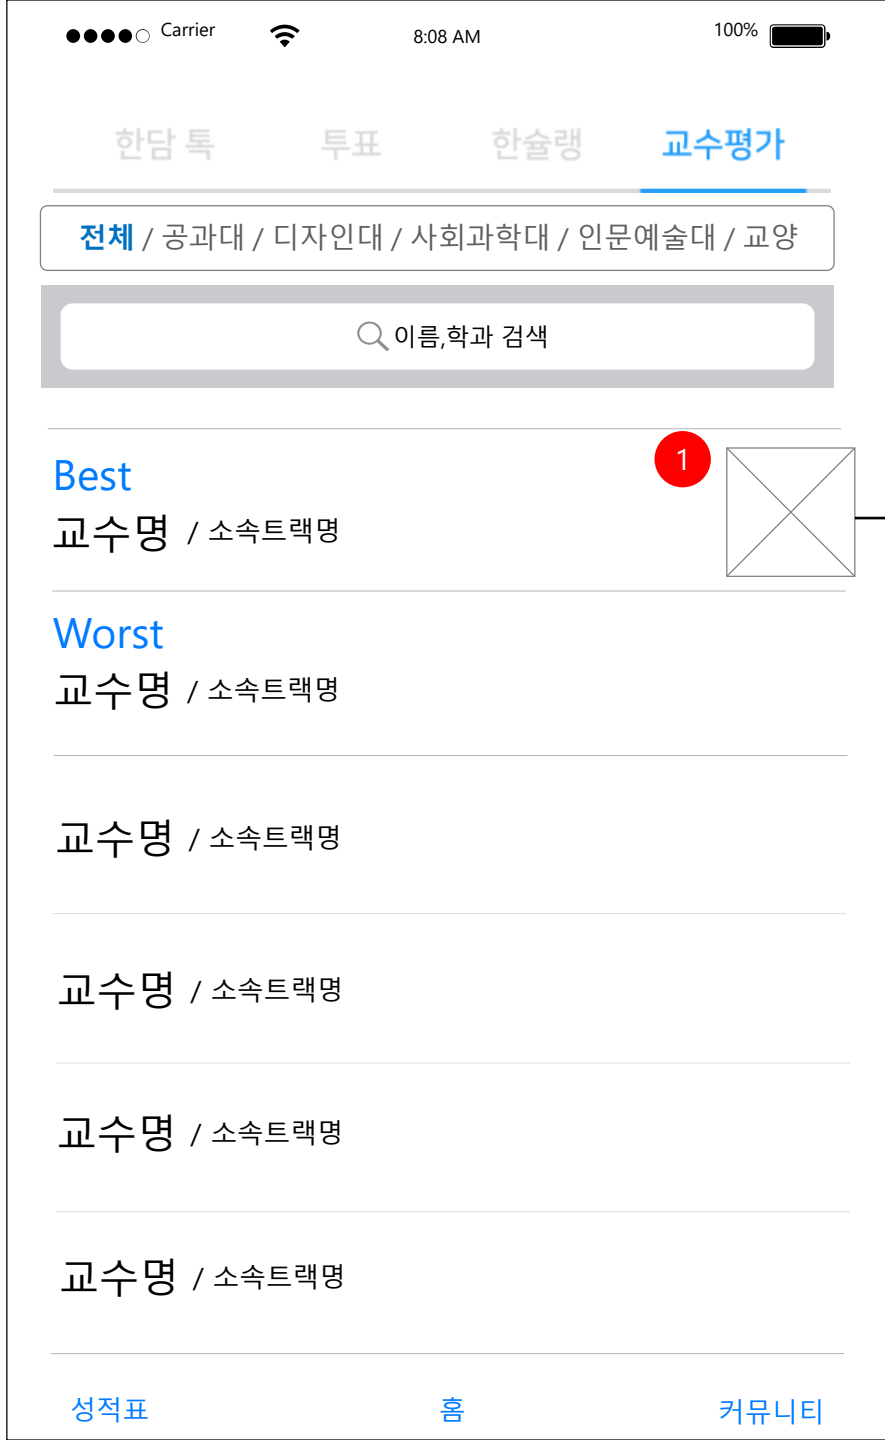 Carrier 8:08 AM 100%
한담 톡 투표 한슐랭 교수평가
전체 / 공과대 / 디자인대 / 사회과학대 / 인문예술대 / 교양
이름,학과 검색
Best
1
교수명 / 소속트랙명
Worst
교수명 / 소속트랙명
교수명 / 소속트랙명
교수명 / 소속트랙명
교수명 / 소속트랙명
교수명 / 소속트랙명
성적표 홈 커뮤니티